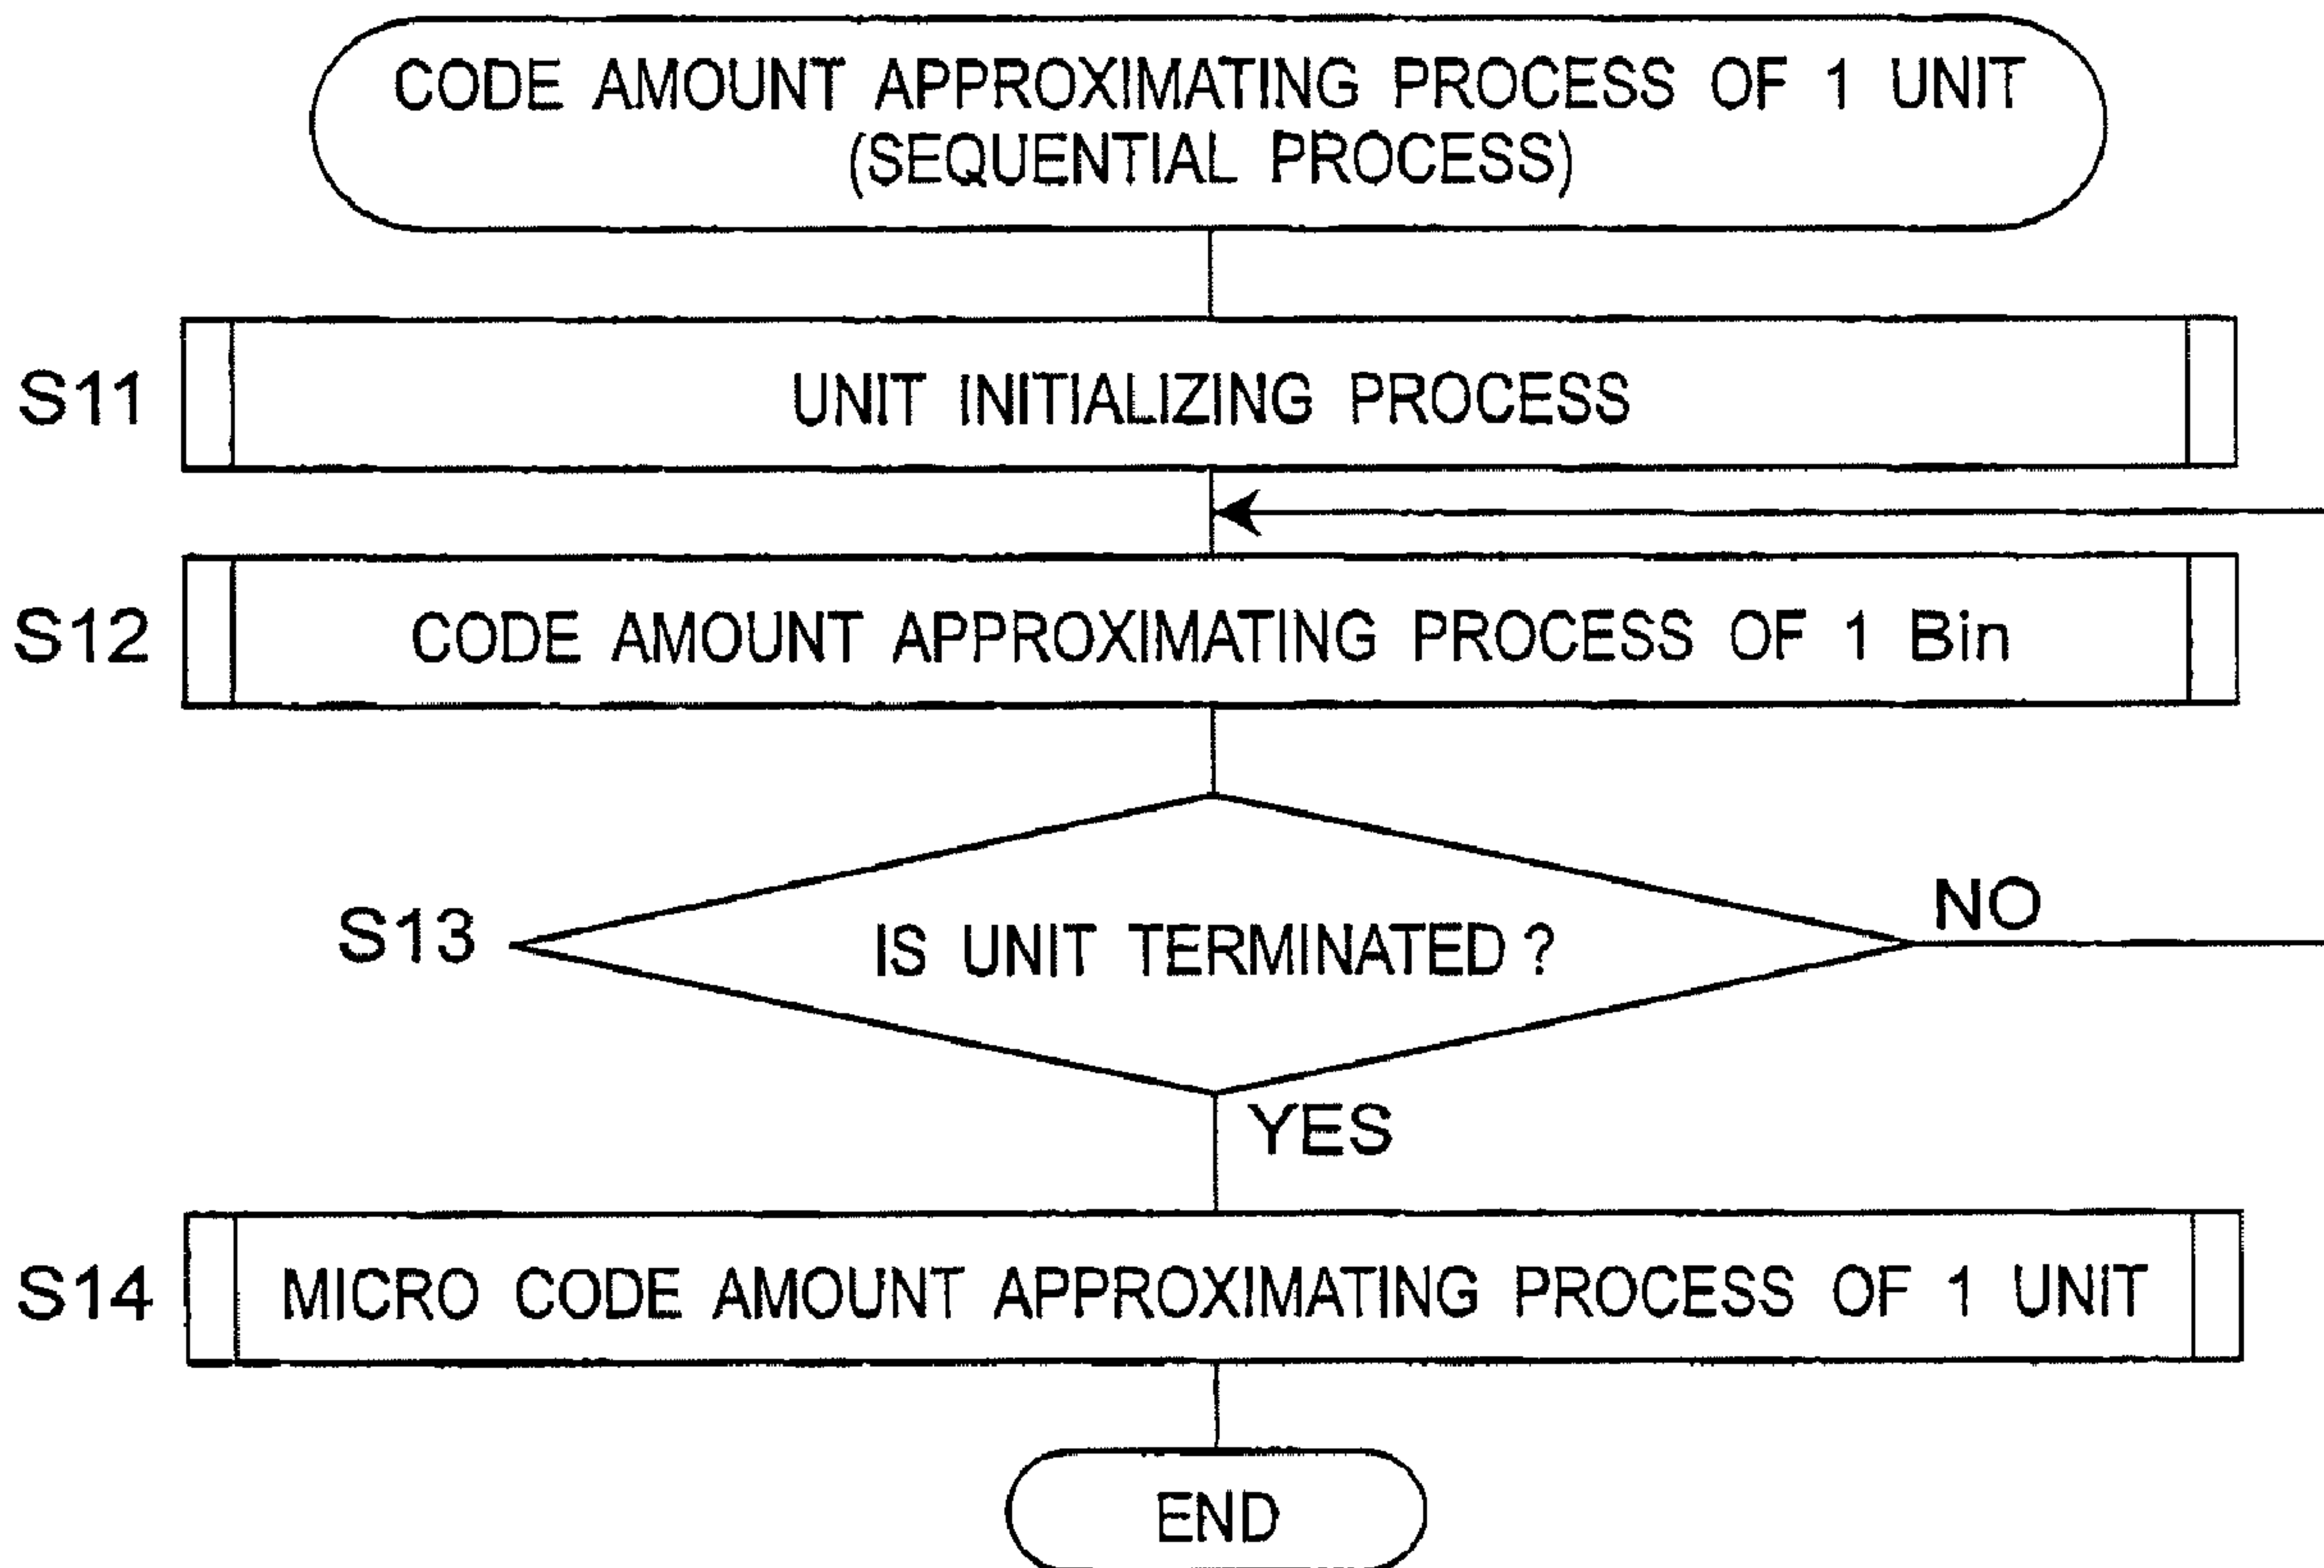 CODE AMOUNT APPROXIMATING PROCESS OF 1 UNIT
(SEQUENTIAL PROCESS)
S11
UNIT INITIALIZING PROCESS
S12
CODE AMOUNT APPROXIMATING PROCESS OF 1 Bin
S13
IS UNIT TERMINATED ?
NO
YES
S14
MICRO CODE AMOUNT APPROXIMATING PROCESS OF 1 UNIT
END